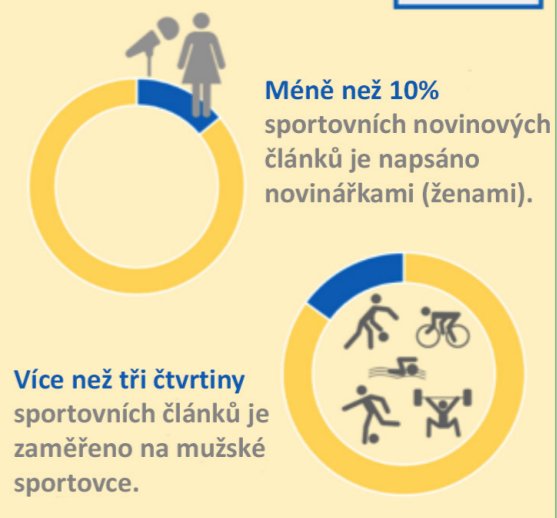 Méně než 10%
sportovních novinových
článků je napsáno
novinářkami (ženami).
Více než tři čtvrtiny
sportovních článků je
zaměřeno na mužské
sportovce.